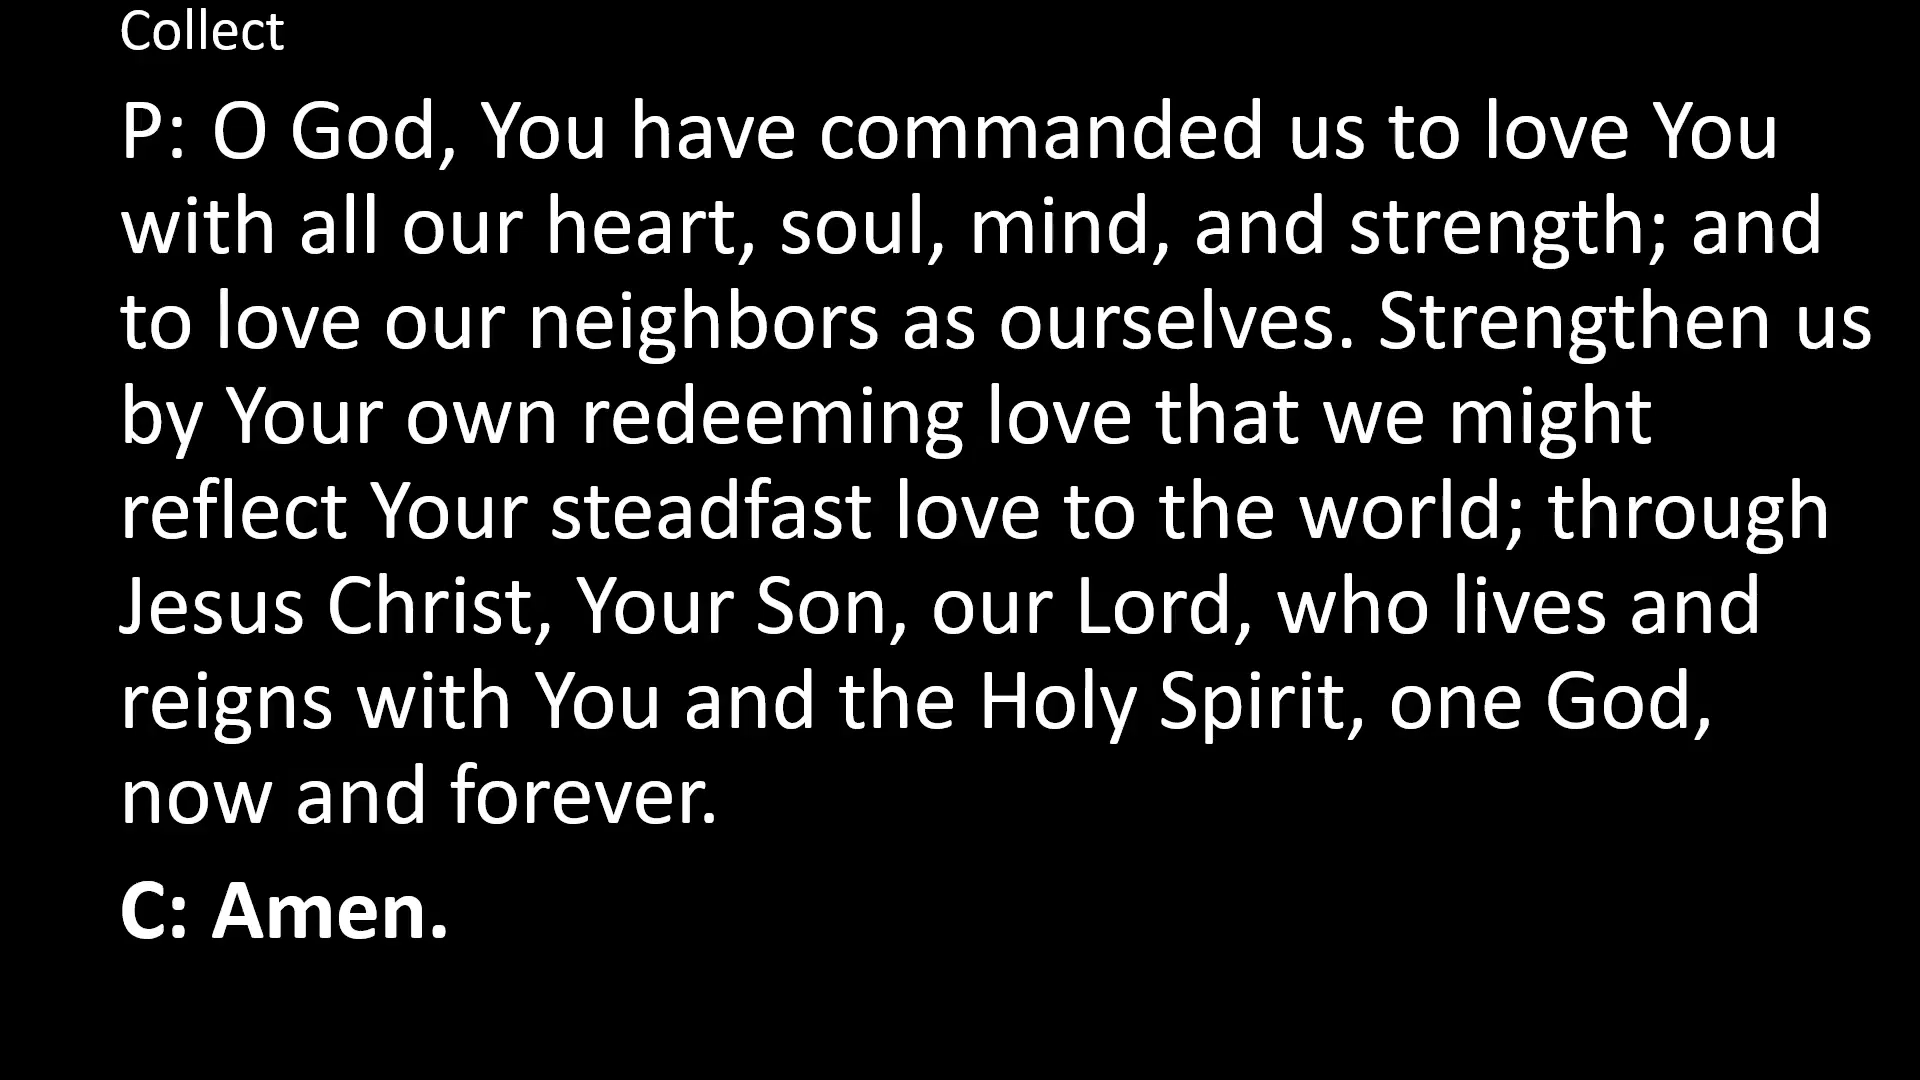 Collect
P: O God, You have commanded us to love You
with all our heart, soul, mind, and strength; and
to love our neighbors as ourselves. Strengthen us
by Your own redeeming love that we might
reflect Your steadfast love to the world; through
Jesus Christ, Your Son, our Lord, who lives and
reigns with You and the Holy Spirit, one God,
now and forever.
C: Amen.